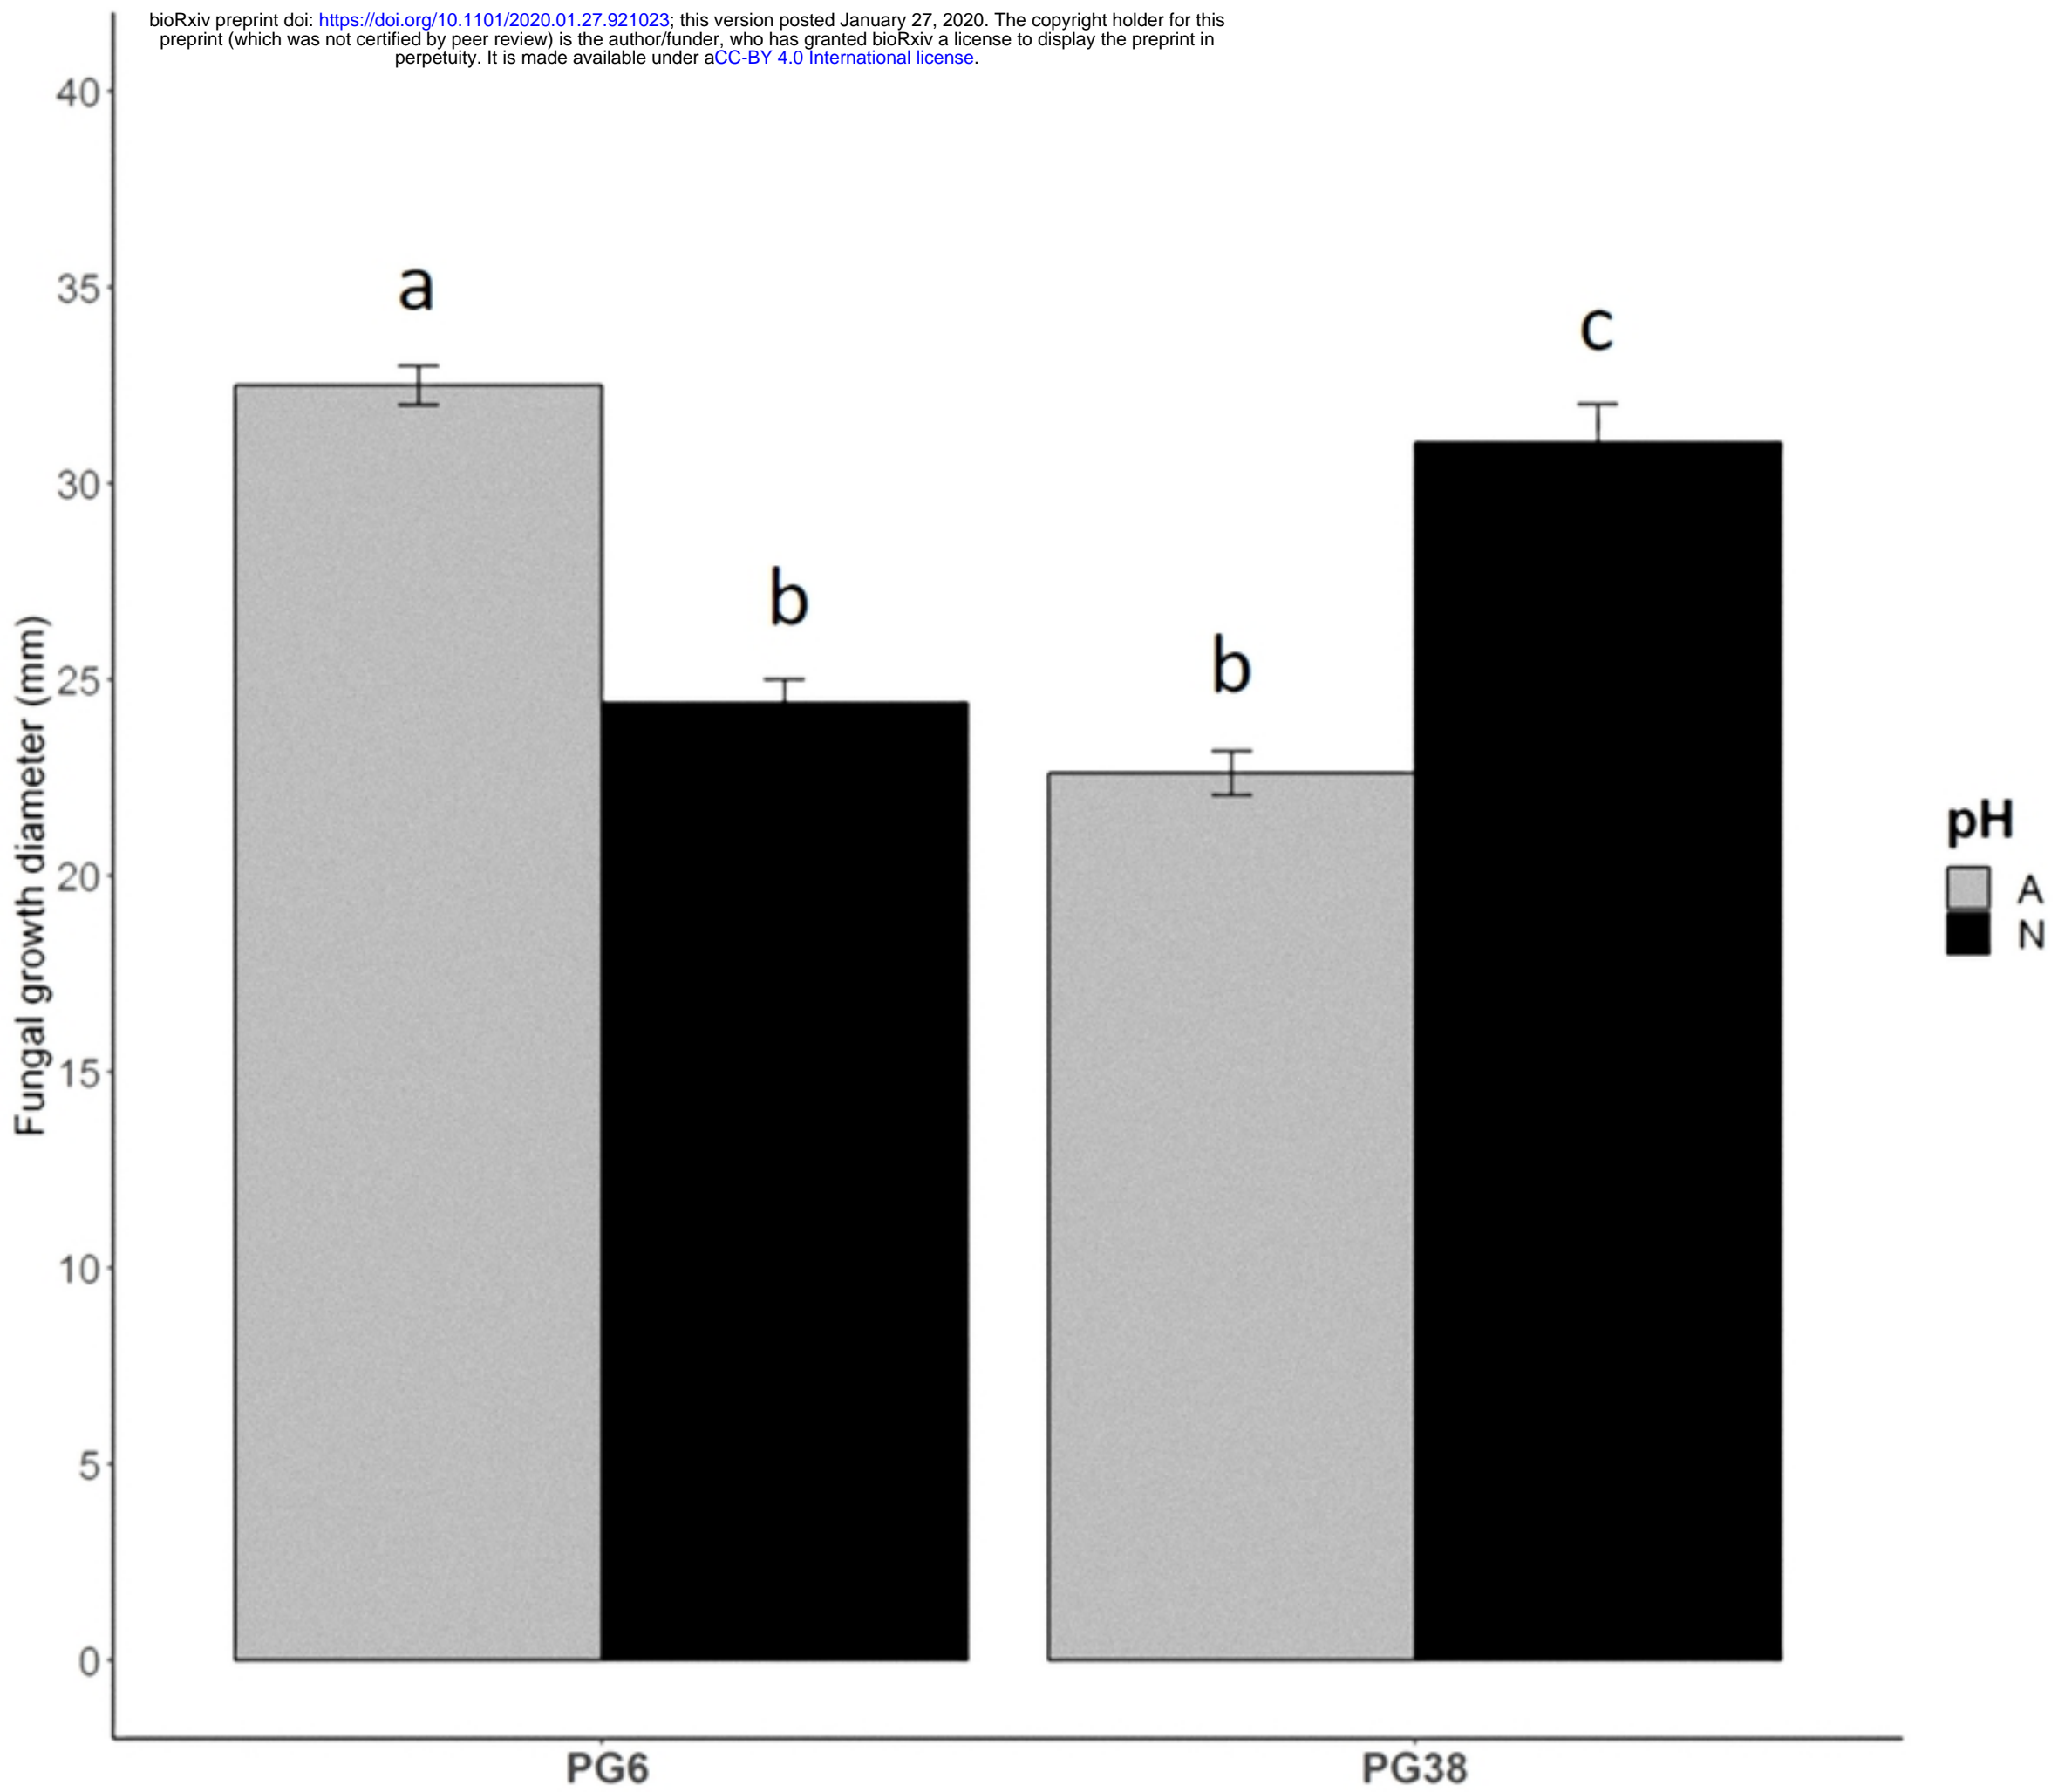 bioRxiv preprint doi: https://doi.org/10.1101/2020.01.27.921023; this version posted January 27, 2020. The copyright holder for this
preprint (which was not certified by peer review) is the author/funder, who has granted bioRxiv a license to display the preprint in
perpetuity. It is made available under aCC-BY 4.0 International license.
Fungal growth diameter (mm)
40
35
30
25
20
15
10
5
0
a
b
b
c
PG6
PG38
pH
A
N